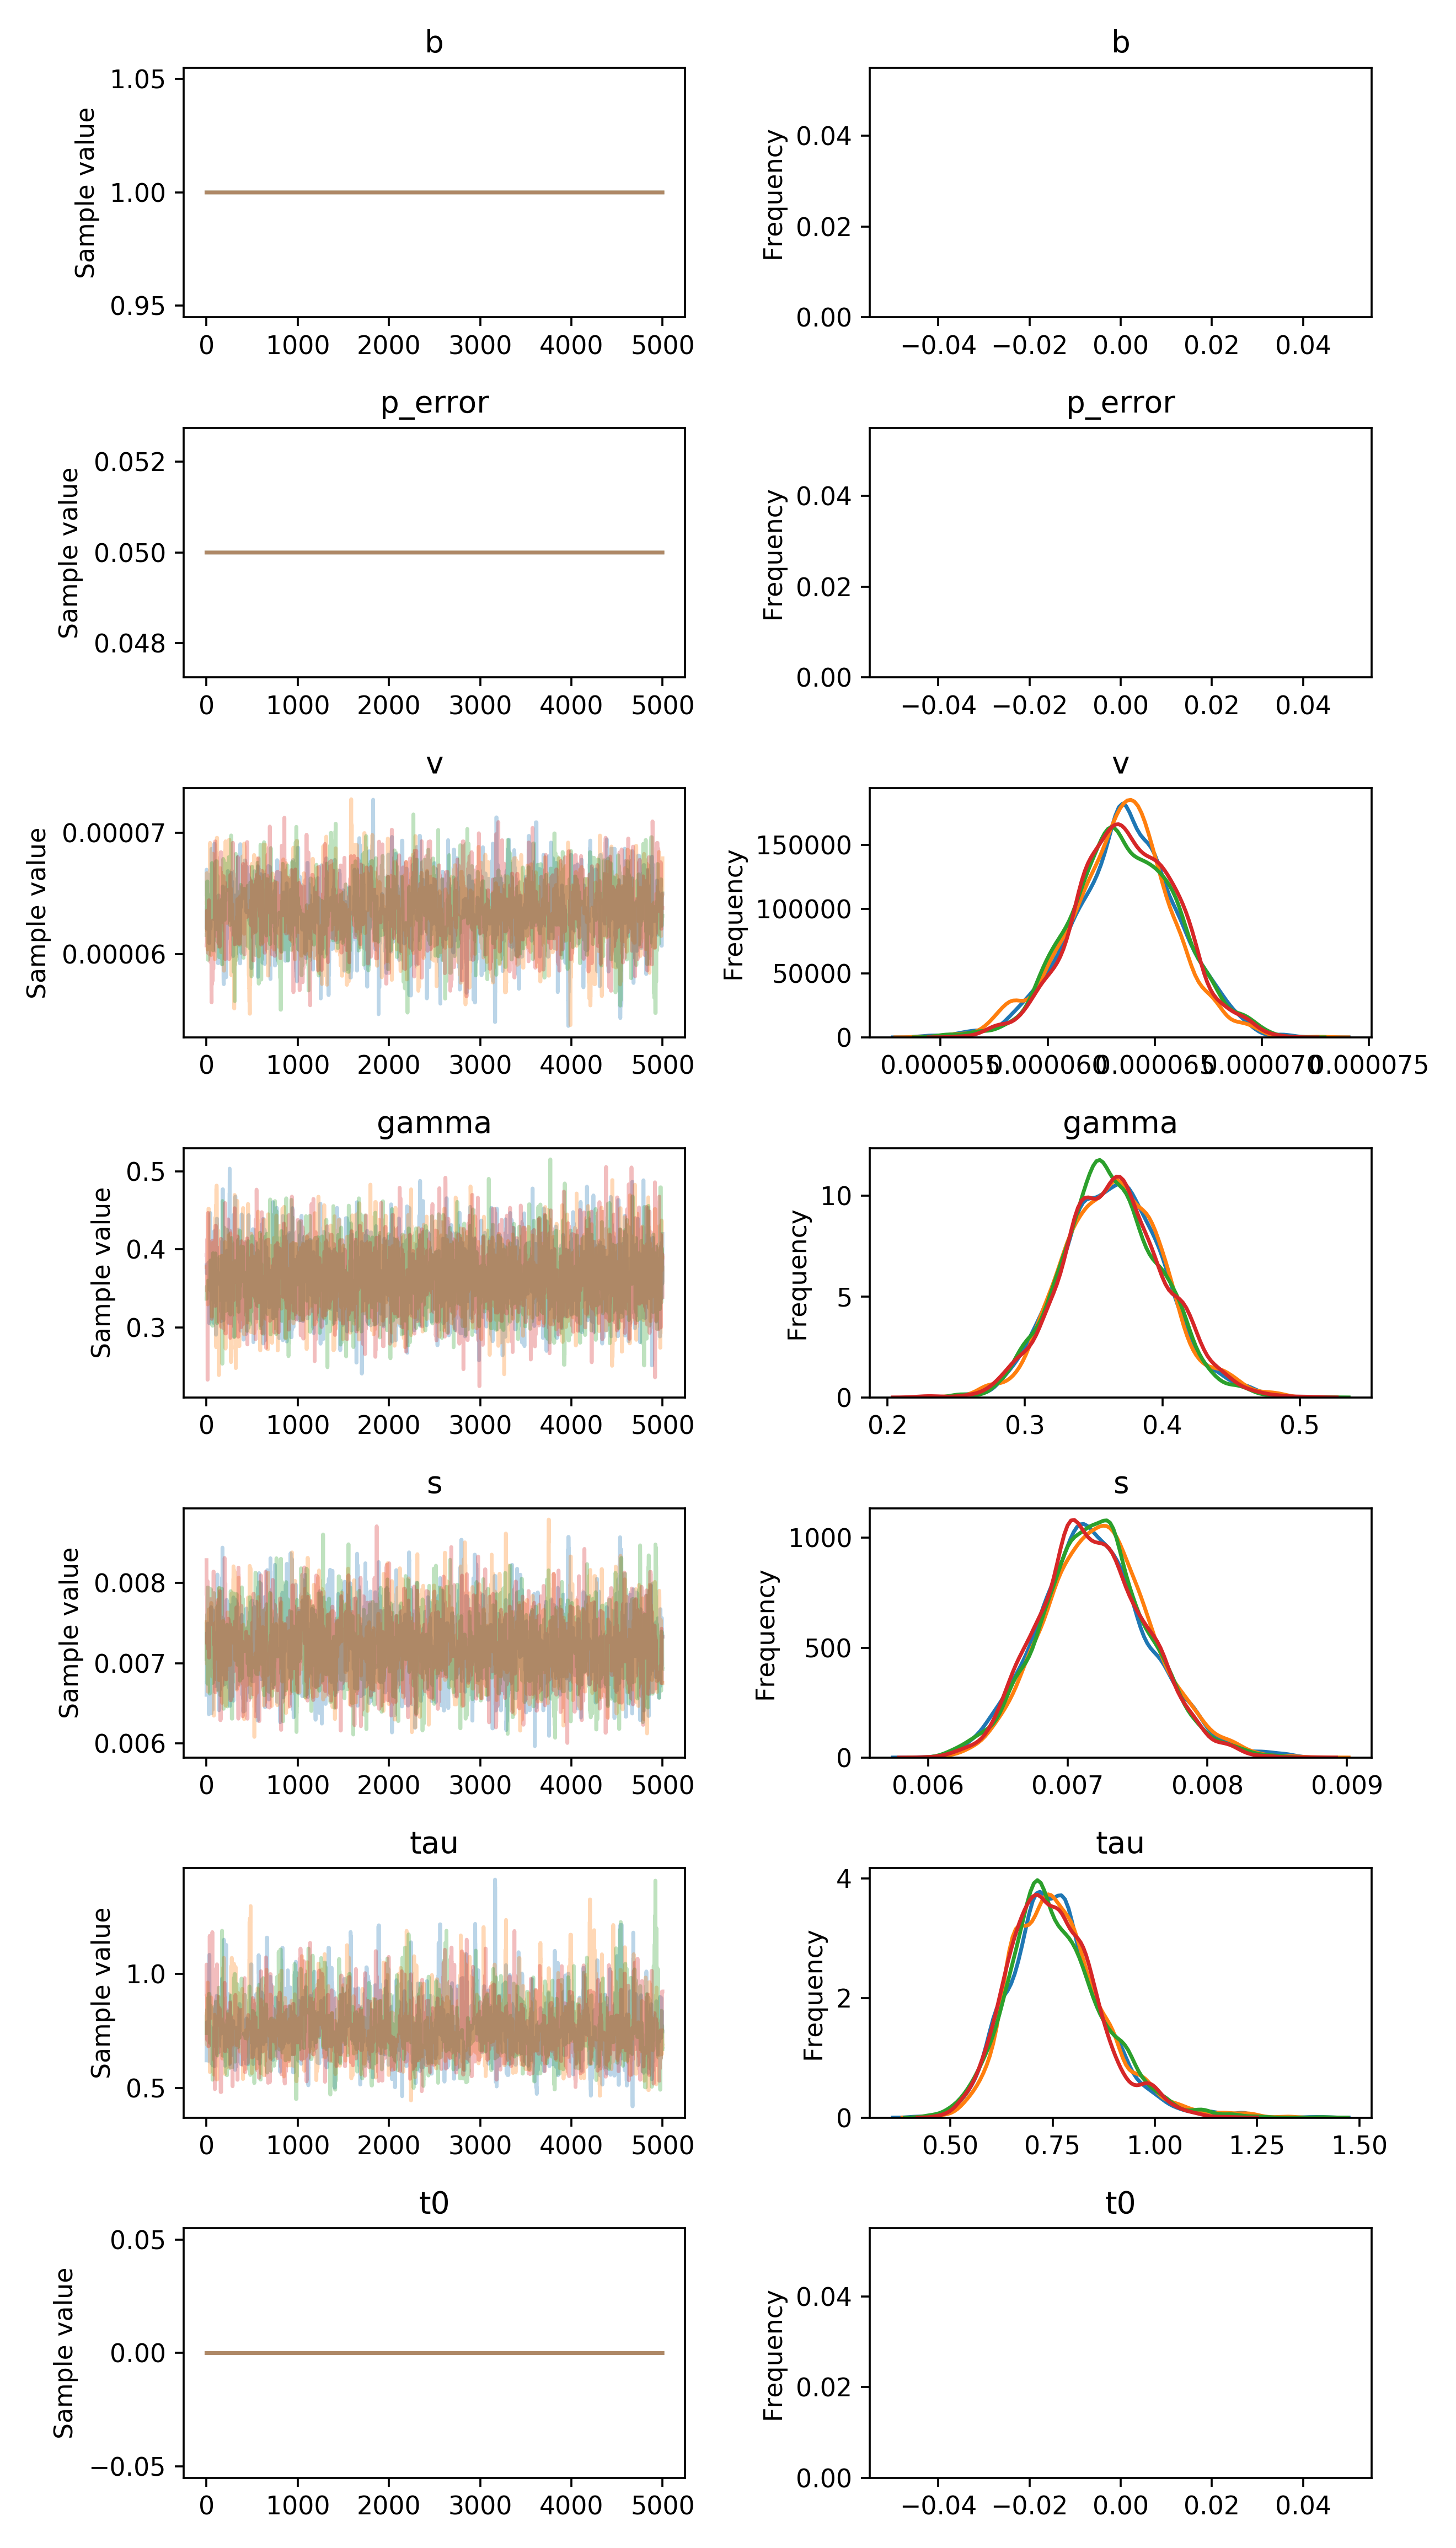 b
b
Sample value
1.05
1.00
0.95
0 1000 2000 3000 4000 5000
Frequency
0.04
0.02
0.00
−0.04 −0.02 0.00 0.02 0.04
p_error
p_error
Sample value
0.052
0.050
0.048
0 1000 2000 3000 4000 5000
Frequency
0.04
0.02
0.00
−0.04 −0.02 0.00 0.02 0.04
v
v
Sample value
0.00007
0.00006
0 1000 2000 3000 4000 5000
Frequency
150000
100000
50000
0
0.000055 0.000060 0.000065 0.000070 0.000075
gamma
gamma
Sample value
0.5
0.4
0.3
0 1000 2000 3000 4000 5000
Frequency
10
5
0
0.2 0.3 0.4 0.5
s
s
Sample value
0.008
0.007
0.006
0 1000 2000 3000 4000 5000
Frequency
1000
500
0
0.006 0.007 0.008 0.009
tau
tau
Sample value
1.0
0.5
0 1000 2000 3000 4000 5000
Frequency
4
2
0
0.50 0.75 1.00 1.25 1.50
t0
t0
Sample value
0.05
0.00
−0.05
0 1000 2000 3000 4000 5000
Frequency
0.04
0.02
0.00
−0.04 −0.02 0.00 0.02 0.04